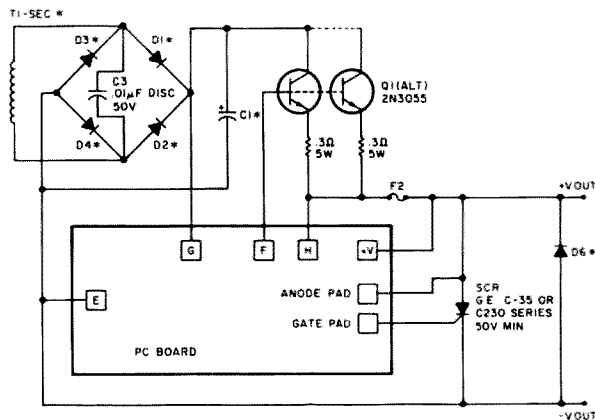 T1-SEC*
D3*
D1*
C3
.01µF DISC
50V
D4*
D2*
+
C1*
Q1(ALT)
2N3055
.3Ω
5W
.3Ω
5W
F2
+VOUT
G
F
H
+V
D6*
E
ANODE PAD
GATE PAD
SCR
G E C-35 OR
C230 SERIES
50V MIN
PC BOARD
-VOUT